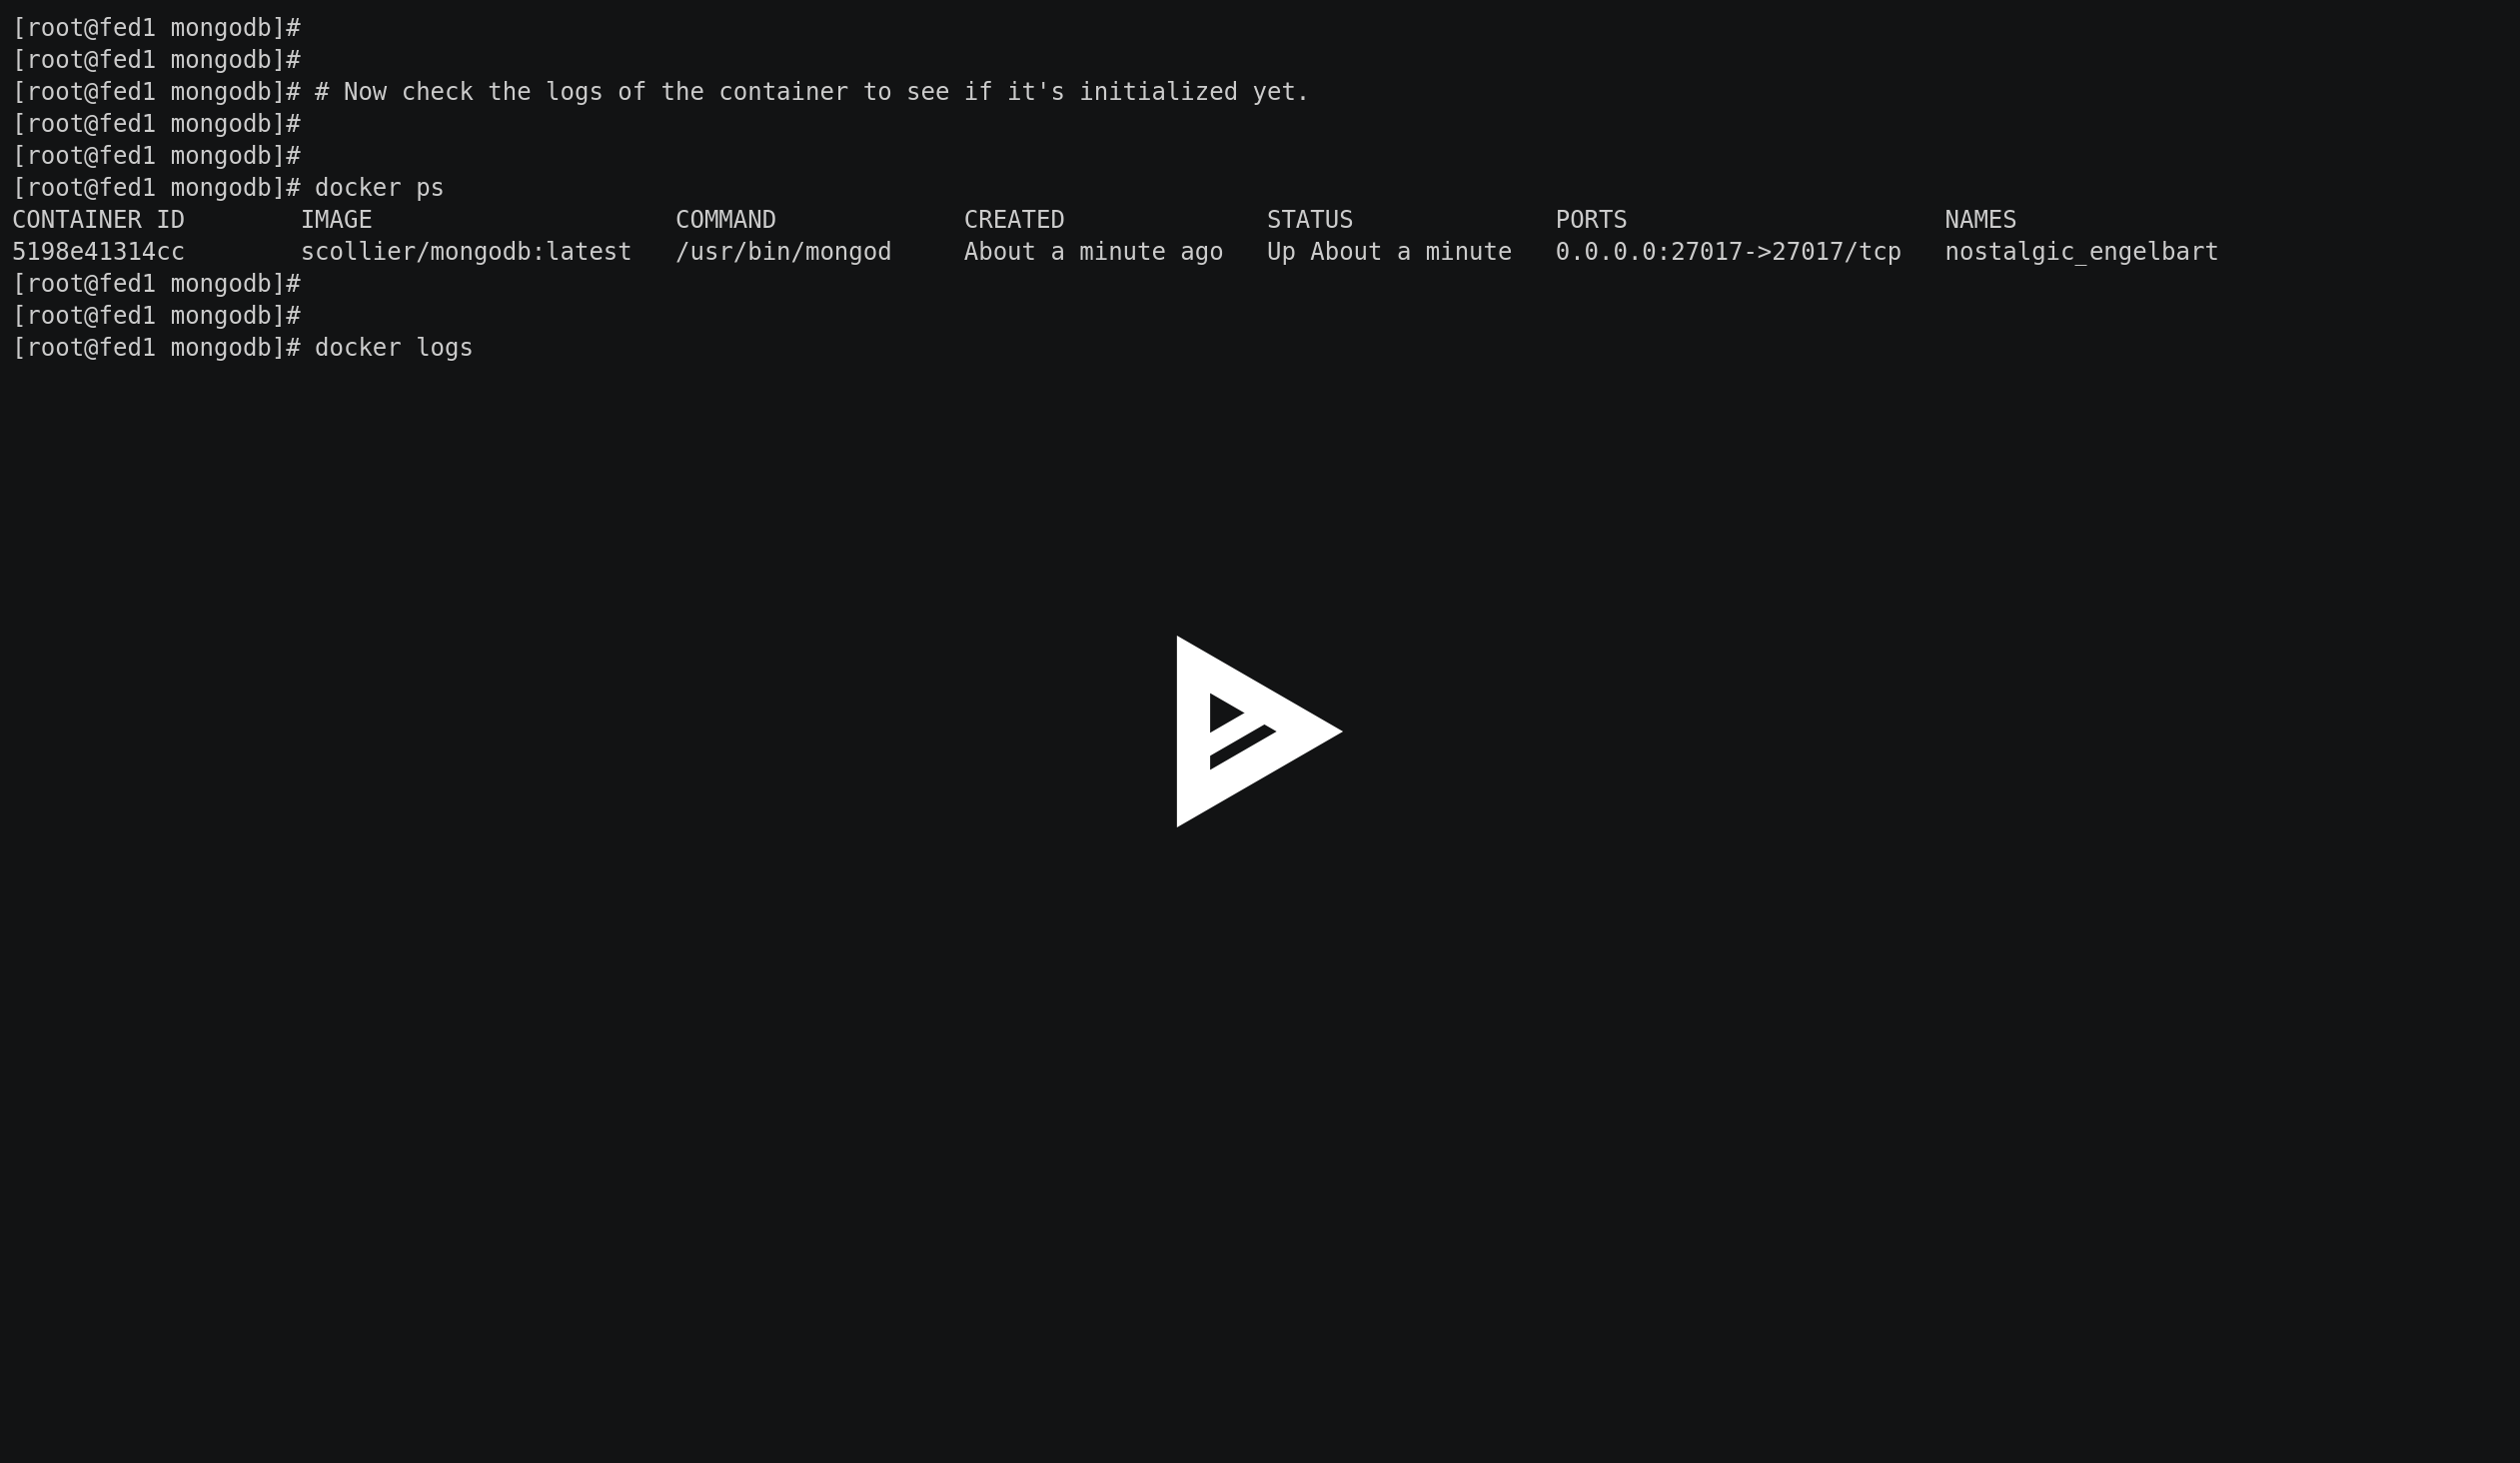 [root@fed1 mongodb]#
[root@fed1 mongodb]#
[root@fed1 mongodb]# # Now check the logs of the container to see if it's initialized yet.
[root@fed1 mongodb]#
[root@fed1 mongodb]#
[root@fed1 mongodb]# docker ps
CONTAINER ID        IMAGE                     COMMAND             CREATED              STATUS              PORTS                      NAMES
5198e41314cc        scollier/mongodb:latest   /usr/bin/mongod     About a minute ago   Up About a minute   0.0.0.0:27017->27017/tcp   nostalgic_engelbart
[root@fed1 mongodb]#
[root@fed1 mongodb]#
[root@fed1 mongodb]# docker logs